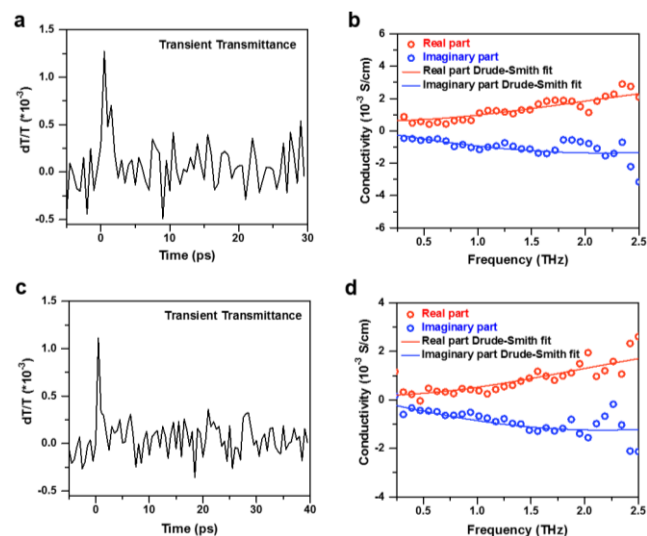 a
Transient Transmittance
dT/T (*10⁻³)
1.5
1.0
0.5
0.0
-0.5
0
10
20
30
Time (ps)
b
Real part
Imaginary part
Real part Drude-Smith fit
Imaginary part Drude-Smith fit
Conductivity (10⁻³ S/cm)
6
4
2
0
-2
-4
-6
0.5
1.0
1.5
2.0
2.5
Frequency (THz)
c
Transient Transmittance
dT/T (*10⁻³)
1.5
1.0
0.5
0.0
-0.5
0
10
20
30
40
Time (ps)
d
Real part
Imaginary part
Real part Drude-Smith fit
Imaginary part Drude-Smith fit
Conductivity (10⁻³ S/cm)
4
2
0
-2
-4
0.5
1.0
1.5
2.0
2.5
Frequency (THz)